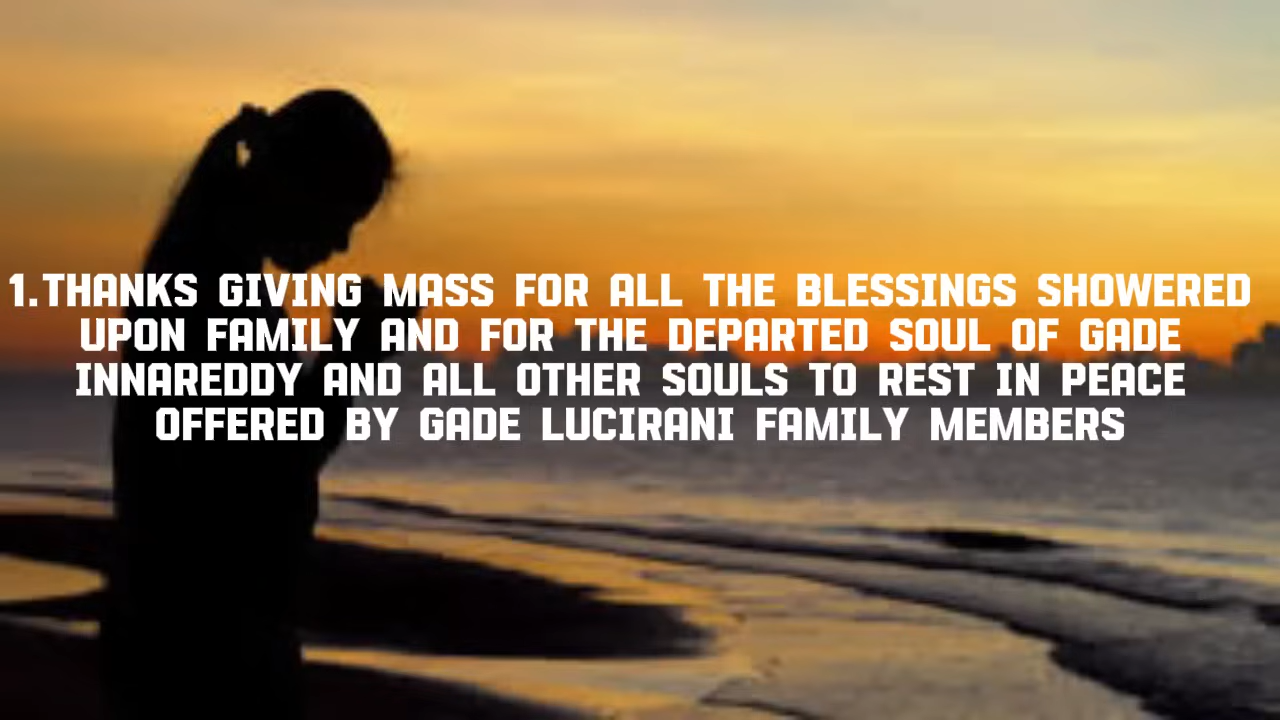 1.THANKS GIVING MASS FOR ALL THE BLESSINGS SHOWERED
UPON FAMILY AND FOR THE DEPARTED SOUL OF GADE
INNAREDDY AND ALL OTHER SOULS TO REST IN PEACE
OFFERED BY GADE LUCIRANI FAMILY MEMBERS